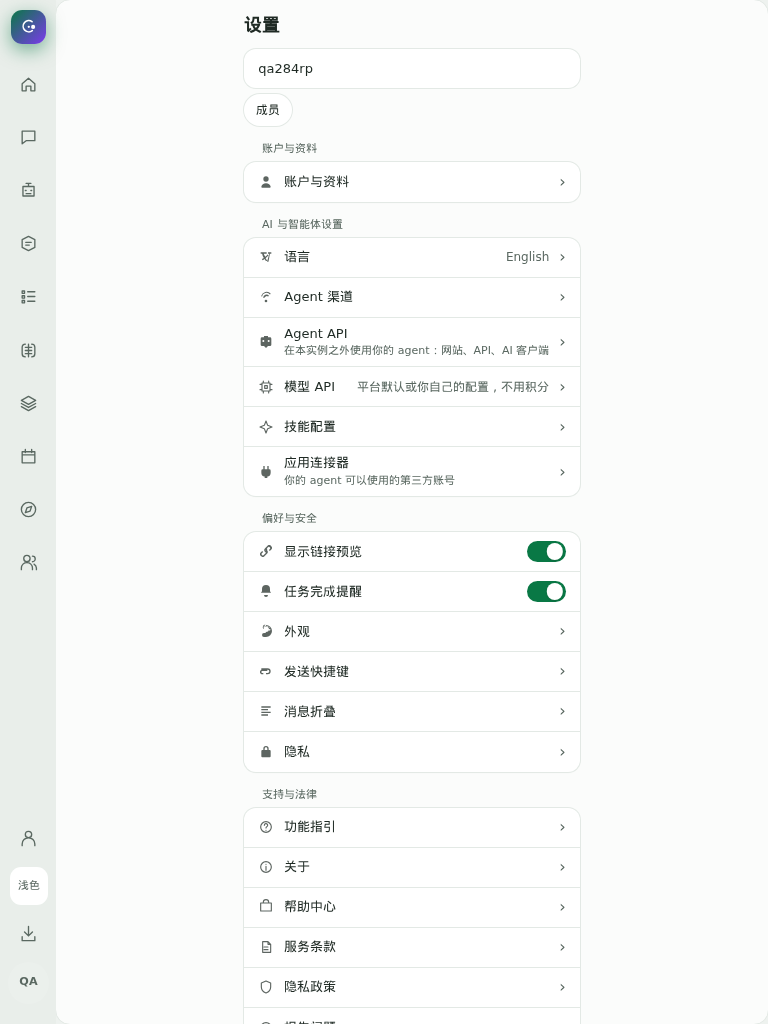 设置
qa284rp
成员
账户与资料
账户与资料
AI 与智能体设置
语言 English
Agent 渠道
Agent API
在本实例之外使用你的 agent：网站、API、AI 客户端
模型 API 平台默认或你自己的配置，不用积分
技能配置
应用连接器
你的 agent 可以使用的第三方账号
偏好与安全
显示链接预览
任务完成提醒
外观
发送快捷键
消息折叠
隐私
支持与法律
功能指引
关于
帮助中心
服务条款
隐私政策
浅色
QA